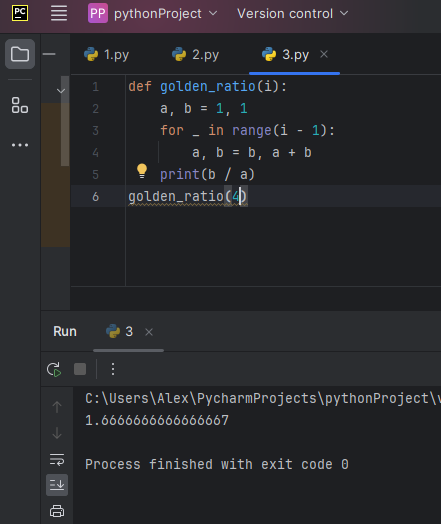 PC PP pythonProject Version control
1.py 2.py 3.py
1 def golden_ratio(i):
2 a, b = 1, 1
3 for _ in range(i - 1):
4 a, b = b, a + b
5 print(b / a)
6 golden_ratio(4)
Run 3
C:\Users\Alex\PycharmProjects\pythonProject\
1.6666666666666667
Process finished with exit code 0